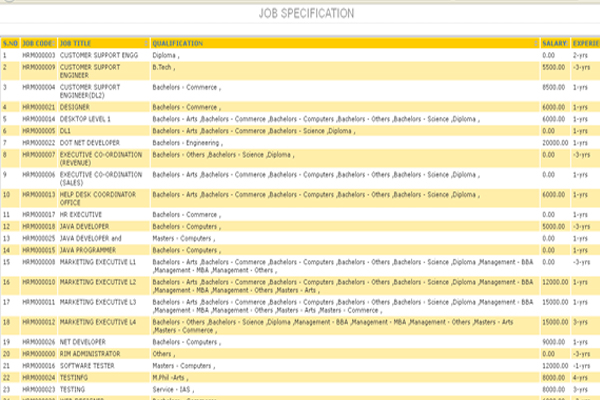 JOB SPECIFICATION
S.NO JOB CODE JOB TITLE QUALIFICATION SALARY EXPERIE
1 HRM000003 CUSTOMER SUPPORT ENGG Diploma , 0.00 2-yrs
2 HRM000009 CUSTOMER SUPPORT B.Tech , 5500.00 -3-yrs
ENGINEER
3 HRM000004 CUSTOMER SUPPORT Bachelors - Commerce , 8500.00 1-yrs
ENGINEER(DL2)
4 HRM000021 DESIGNER Bachelors - Commerce , 6000.00 1-yrs
5 HRM000014 DESKTOP LEVEL 1 Bachelors - Arts ,Bachelors - Commerce ,Bachelors - Computers ,Bachelors - Others ,Bachelors - Science ,Diploma , 6000.00 1-yrs
6 HRM000005 DL1 Bachelors - Arts ,Bachelors - Commerce ,Bachelors - Science ,Diploma , 0.00 1-yrs
7 HRM000022 DOT NET DEVELOPER Bachelors - Engineering , 20000.00 1-yrs
8 HRM000007 EXECUTIVE CO-ORDINATION Bachelors - Others ,Bachelors - Science ,Diploma , 0.00 -3-yrs
(REVENUE)
9 HRM000006 EXECUTIVE CO-ORDINATION Bachelors - Arts ,Bachelors - Commerce ,Bachelors - Computers ,Bachelors - Others ,Bachelors - Science ,Diploma , 0.00 1-yrs
(SALES)
10 HRM000013 HELP DESK COORDINATOR Bachelors - Arts ,Bachelors - Commerce ,Bachelors - Computers ,Bachelors - Others ,Bachelors - Science ,Diploma , 6000.00 1-yrs
OFFICE
11 HRM000017 HR EXECUTIVE Bachelors - Commerce , 0.00 1-yrs
12 HRM000018 JAVA DEVELOPER Bachelors - Computers , 5000.00 -3-yrs
13 HRM000025 JAVA DEVELOPER and Masters - Computers , 0.00 1-yrs
14 HRM000015 JAVA PROGRAMMER Bachelors - Computers , 0.00 1-yrs
15 HRM000008 MARKETING EXECUTIVE L1 Bachelors - Arts ,Bachelors - Commerce ,Bachelors - Computers ,Bachelors - Others ,Bachelors - Science ,Diploma ,Management - BBA 0.00 -3-yrs
,Management - MBA ,Management - Others ,
16 HRM000010 MARKETING EXECUTIVE L2 Bachelors - Arts ,Bachelors - Commerce ,Bachelors - Computers ,Bachelors - Others ,Bachelors - Science ,Diploma ,Management - BBA 12000.00 1-yrs
,Management - MBA ,Management - Others ,Masters - Arts ,
17 HRM000011 MARKETING EXECUTIVE L3 Bachelors - Arts ,Bachelors - Commerce ,Bachelors - Computers ,Bachelors - Others ,Bachelors - Science ,Diploma ,Management - BBA 15000.00 1-yrs
,Management - MBA ,Management - Others ,Masters - Arts ,Masters - Commerce ,
18 HRM000012 MARKETING EXECUTIVE L4 Bachelors - Others ,Bachelors - Science ,Diploma ,Management - BBA ,Management - MBA ,Management - Others ,Masters - Arts 15000.00 3-yrs
,Masters - Commerce ,
19 HRM000026 NET DEVELOPER Bachelors - Computers , 9000.00 1-yrs
20 HRM000000 RIM ADMINISTRATOR Others , 0.00 -3-yrs
21 HRM000016 SOFTWARE TESTER Masters - Computers , 12000.00 -1-yrs
22 HRM000024 TESTINFG M.Phil -Arts , 8000.00 4-yrs
23 HRM000023 TESTING Service - IAS , 8000.00 3-yrs